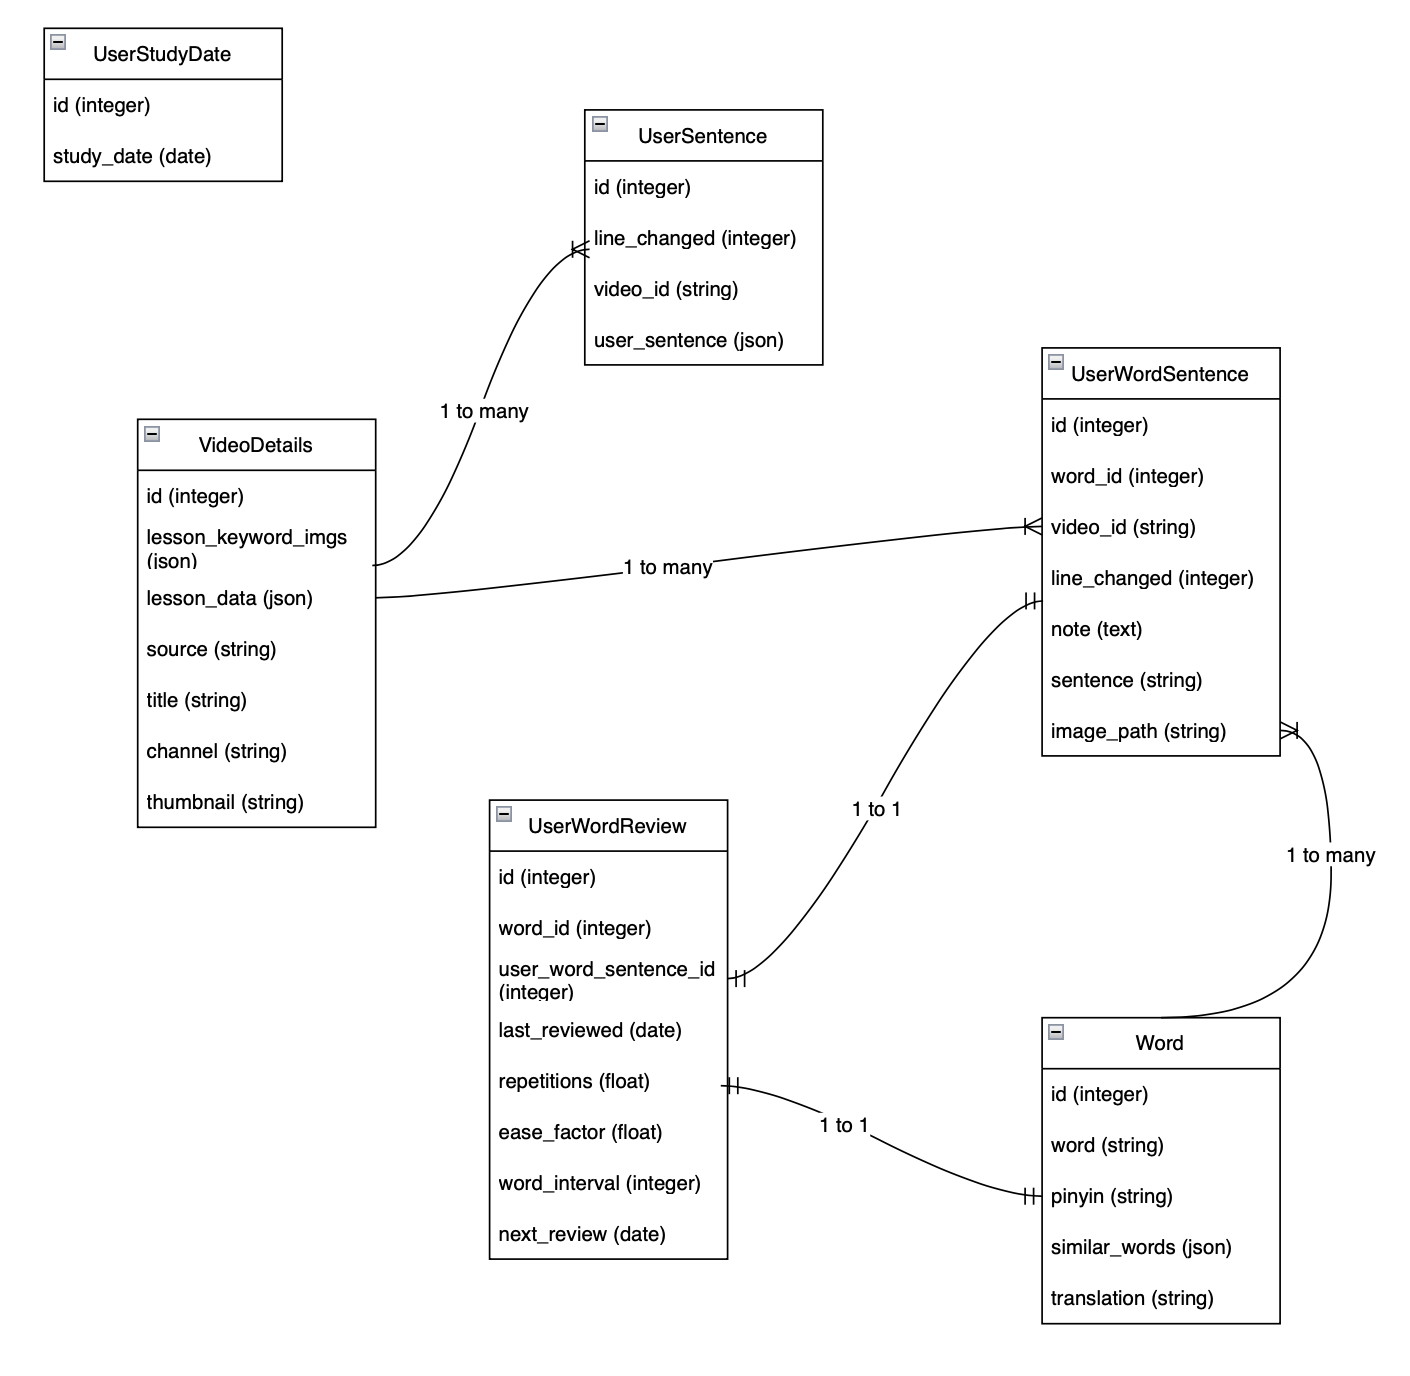 UserStudyDate
id (integer)
study_date (date)
UserSentence
id (integer)
line_changed (integer)
video_id (string)
user_sentence (json)
1 to many
VideoDetails
id (integer)
lesson_keyword_imgs
(json)
lesson_data (json)
source (string)
title (string)
channel (string)
thumbnail (string)
1 to many
UserWordSentence
id (integer)
word_id (integer)
video_id (string)
line_changed (integer)
note (text)
sentence (string)
image_path (string)
1 to 1
1 to many
UserWordReview
id (integer)
word_id (integer)
user_word_sentence_id
(integer)
last_reviewed (date)
repetitions (float)
ease_factor (float)
word_interval (integer)
next_review (date)
1 to 1
Word
id (integer)
word (string)
pinyin (string)
similar_words (json)
translation (string)